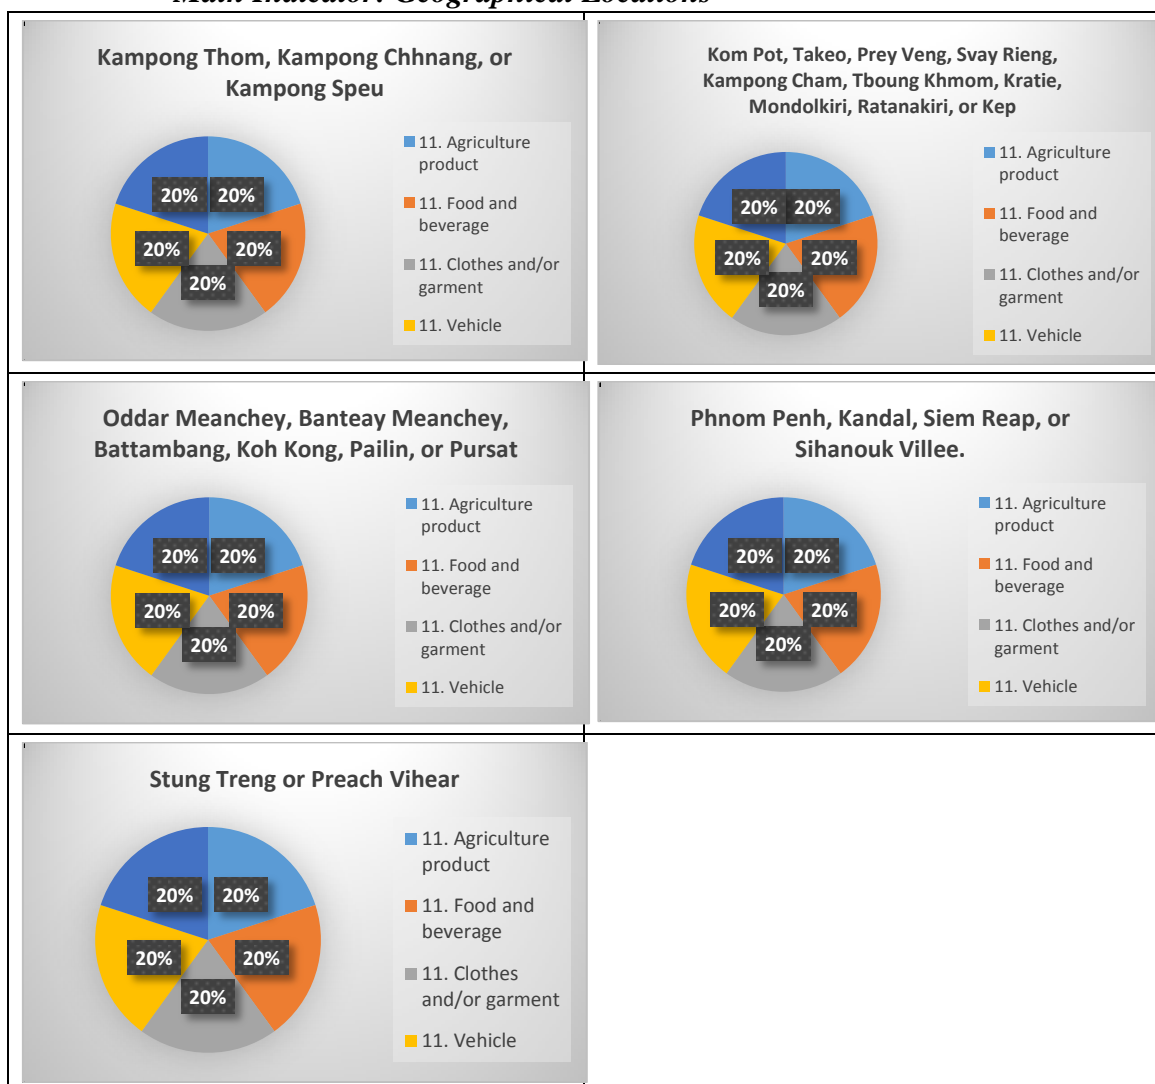 Main Indicator: Geographical Locations
Kampong Thom, Kampong Chhnang, or
Kampong Speu
20%
20%
20%
20%
20%
11. Agriculture
product
11. Food and
beverage
11. Clothes and/or
garment
11. Vehicle
Kom Pot, Takeo, Prey Veng, Svay Rieng,
Kampong Cham, Tboung Khmom, Kratie,
Mondolkiri, Ratanakiri, or Kep
20%
20%
20%
20%
20%
11. Agriculture
product
11. Food and
beverage
11. Clothes and/or
garment
11. Vehicle
Oddar Meanchey, Banteay Meanchey,
Battambang, Koh Kong, Pailin, or Pursat
20%
20%
20%
20%
20%
11. Agriculture
product
11. Food and
beverage
11. Clothes and/or
garment
11. Vehicle
Phnom Penh, Kandal, Siem Reap, or
Sihanouk Villee.
20%
20%
20%
20%
20%
11. Agriculture
product
11. Food and
beverage
11. Clothes and/or
garment
11. Vehicle
Stung Treng or Preach Vihear
20%
20%
20%
20%
20%
11. Agriculture
product
11. Food and
beverage
11. Clothes
and/or garment
11. Vehicle